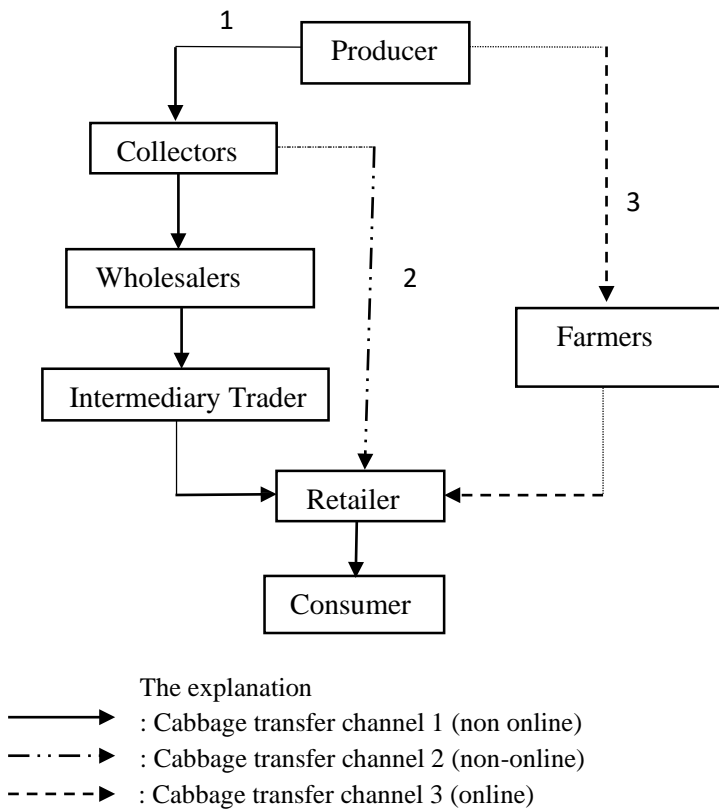 1
Producer
Collectors
3
Wholesalers
2
Farmers
Intermediary Trader
Retailer
Consumer
The explanation
: Cabbage transfer channel 1 (non online)
: Cabbage transfer channel 2 (non-online)
: Cabbage transfer channel 3 (online)